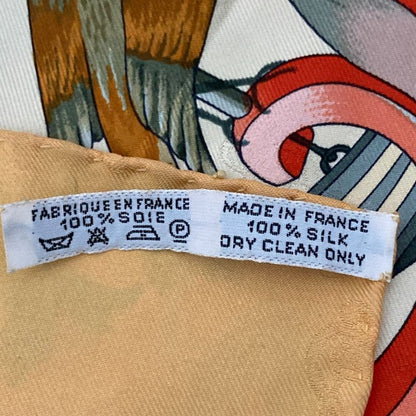 FABRIQUE EN FRANCE
100% SOIE
P
MADE IN FRANCE
100% SILK
DRY CLEAN ONLY